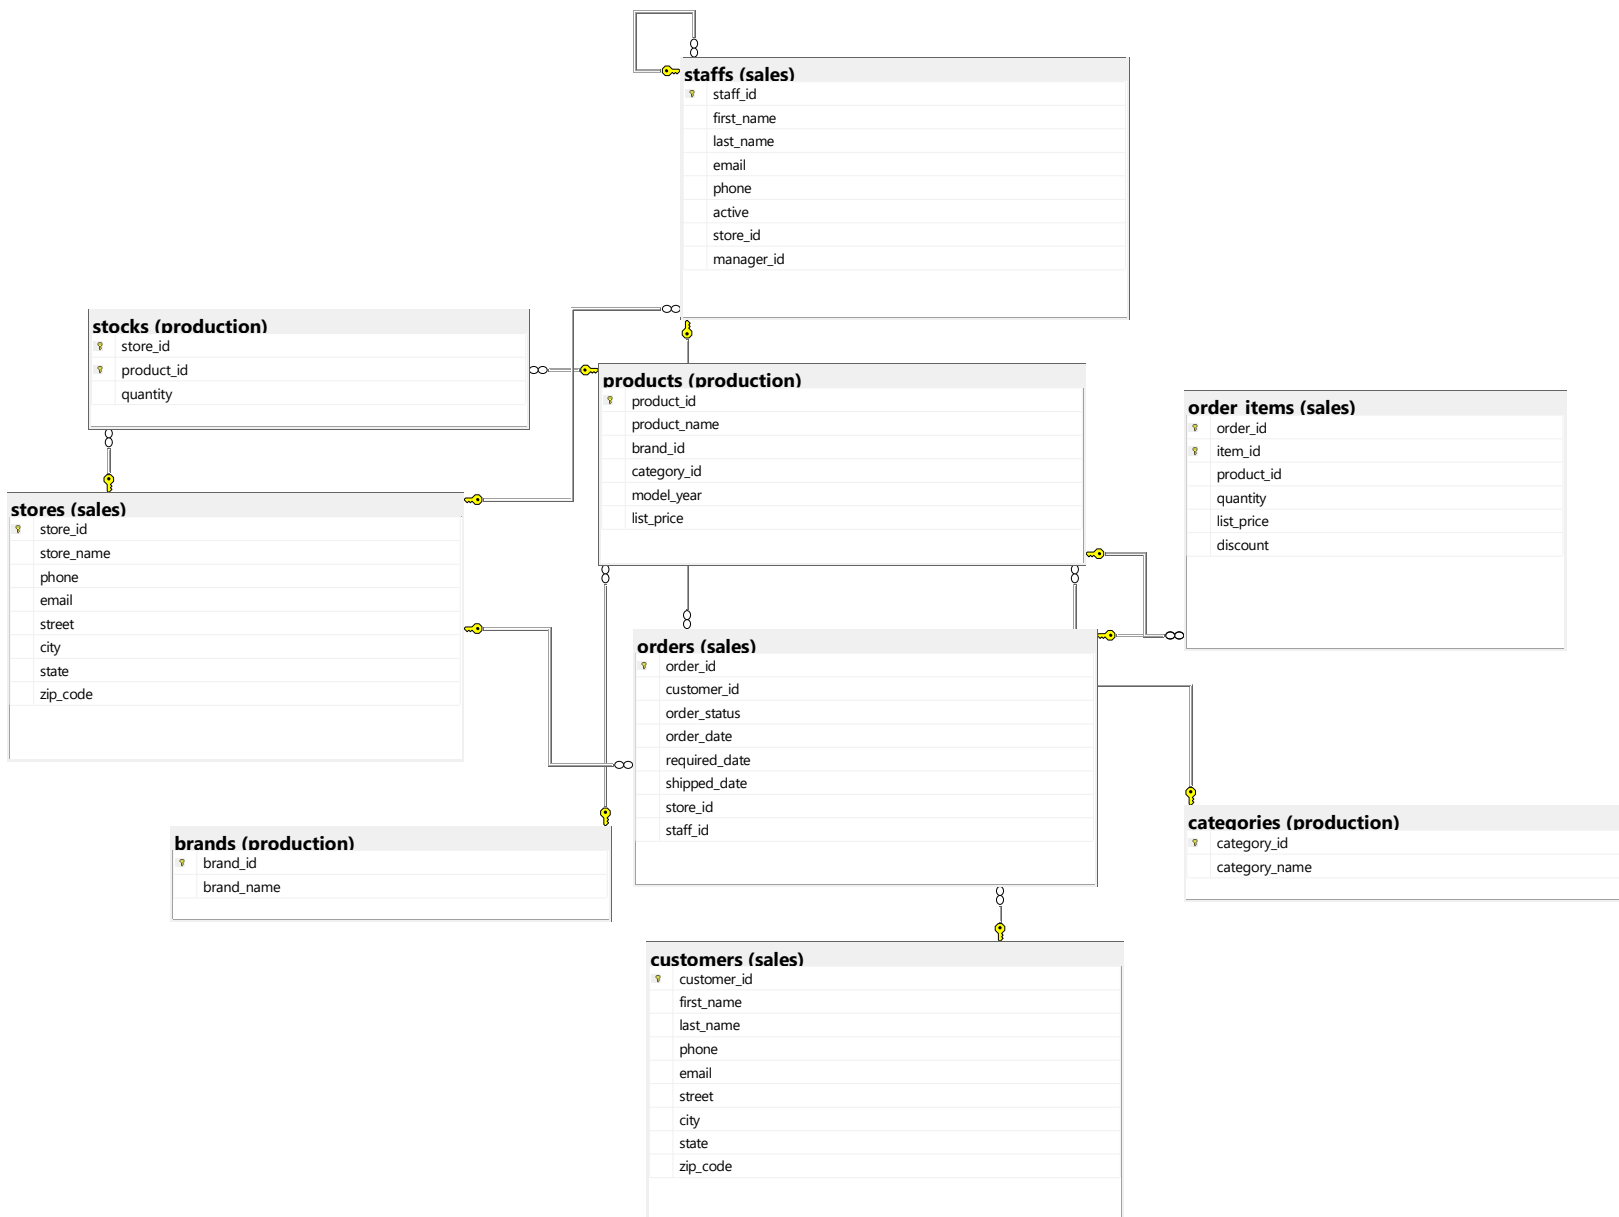 staffs (sales)
staff_id
first_name
last_name
email
phone
active
store_id
manager_id
stocks (production)
store_id
product_id
quantity
products (production)
product_id
product_name
brand_id
category_id
model_year
list_price
order_items (sales)
order_id
item_id
product_id
quantity
list_price
discount
stores (sales)
store_id
store_name
phone
email
street
city
state
zip_code
orders (sales)
order_id
customer_id
order_status
order_date
required_date
shipped_date
store_id
staff_id
brands (production)
brand_id
brand_name
categories (production)
category_id
category_name
customers (sales)
customer_id
first_name
last_name
phone
email
street
city
state
zip_code